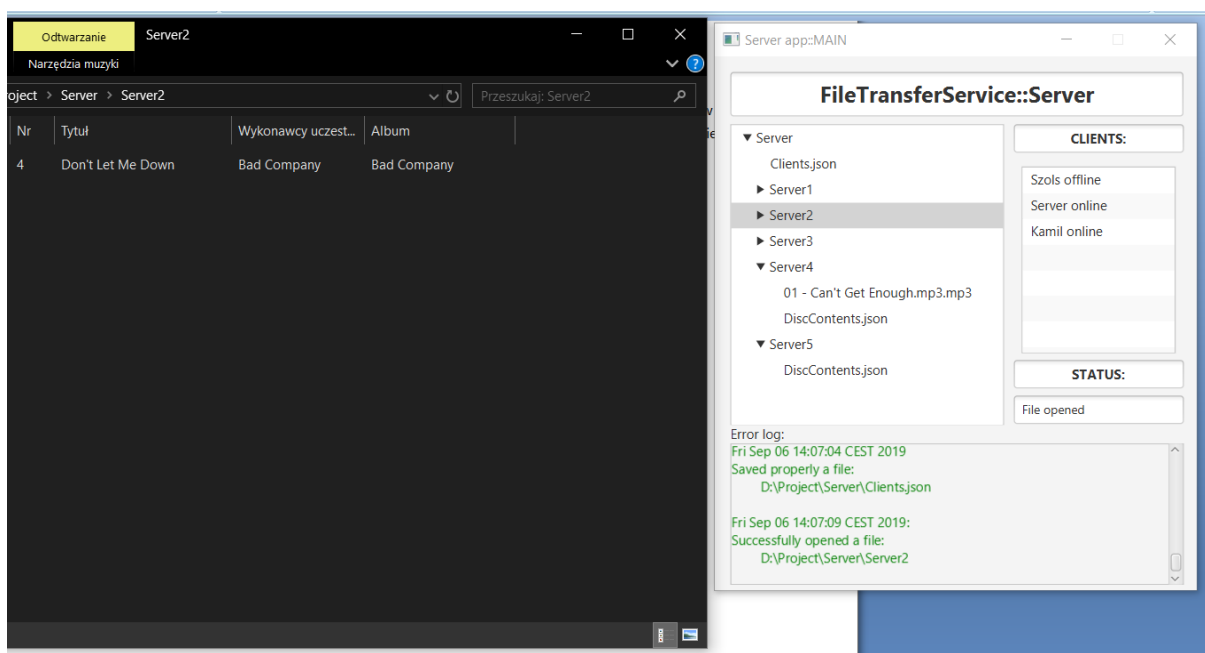 Odtwarzanie
Server2
Narzędzia muzyki
oject > Server > Server2
Przeszukaj: Server2
Nr Tytuł Wykonawcy uczest... Album
4 Don't Let Me Down Bad Company Bad Company
Server app::MAIN
FileTransferService::Server
Server
Clients.json
Server1
Server2
Server3
Server4
01 - Can't Get Enough.mp3.mp3
DiscContents.json
Server5
DiscContents.json
CLIENTS:
Szols offline
Server online
Kamil online
STATUS:
File opened
Error log:
Fri Sep 06 14:07:04 CEST 2019
Saved properly a file:
D:\Project\Server\Clients.json
Fri Sep 06 14:07:09 CEST 2019:
Successfully opened a file:
D:\Project\Server\Server2